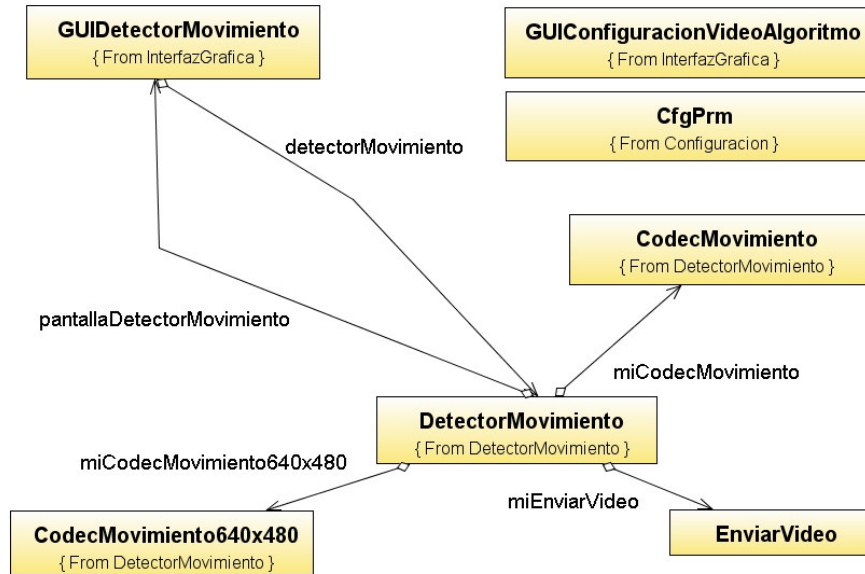 GUIDetectorMovimiento
{ From InterfazGrafica }
GUIConfiguracionVideoAlgoritmo
{ From InterfazGrafica }
CfgPrm
{ From Configuracion }
detectorMovimiento
CodecMovimiento
{ From DetectorMovimiento }
pantallaDetectorMovimiento
miCodecMovimiento
DetectorMovimiento
{ From DetectorMovimiento }
miCodecMovimiento640x480
miEnviarVideo
CodecMovimiento640x480
{ From DetectorMovimiento }
EnviarVideo